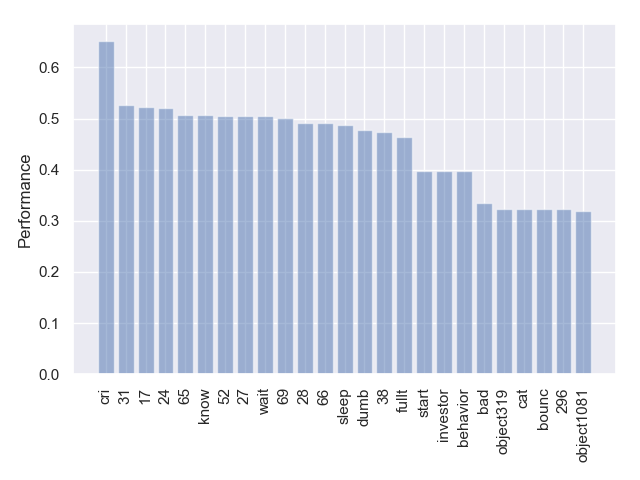 Performance
0.6
0.5
0.4
0.3
0.2
0.1
0.0
cri
31
17
24
65
know
52
27
wait
69
28
66
sleep
dumb
38
fullt
start
investor
behavior
bad
object319
cat
bounc
296
object1081